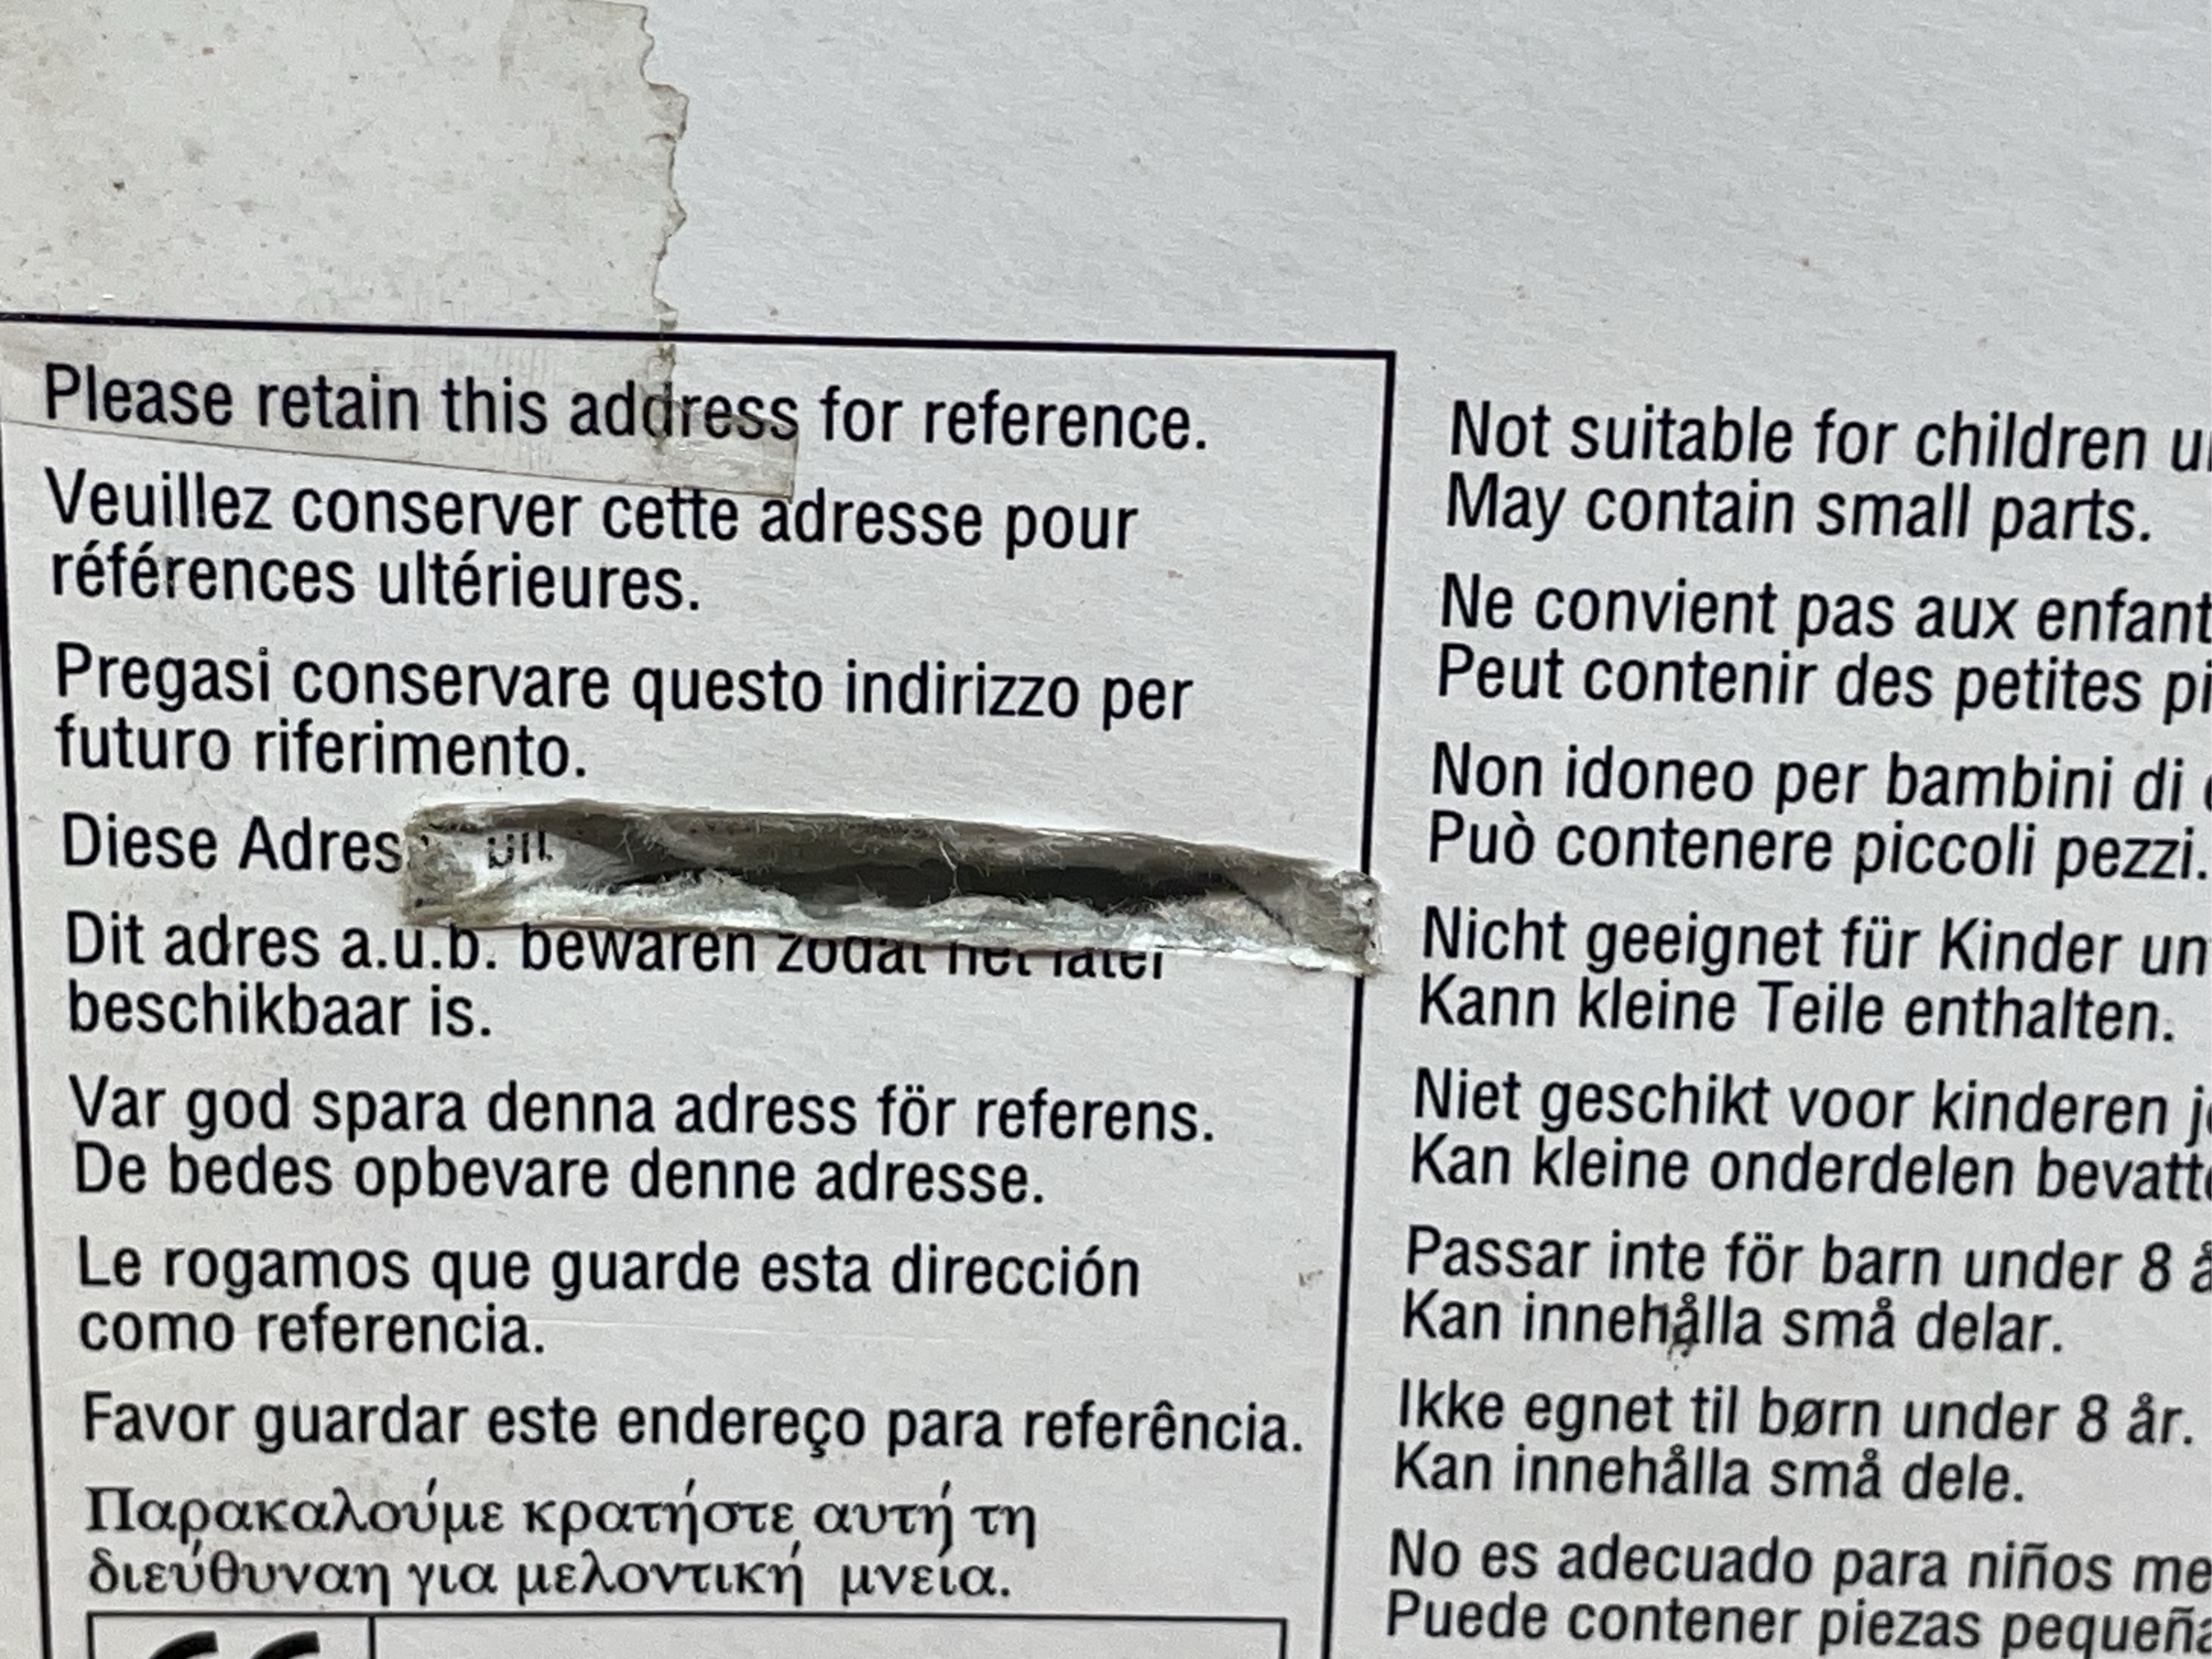 Please retain this address for reference.
Veuillez conserver cette adresse pour
références ultérieures.
Pregasi conservare questo indirizzo per
futuro riferimento.
Diese
Dit adres a.u.b. bewaren zodat het later
beschikbaar is.
Var god spara denna adress för referens.
De bedes opbevare denne adresse.
Le rogamos que guarde esta dirección
como referencia.
Favor guardar este endereço para referência.
Παρακαλούμε κρατήστε αυτή τη
διεύθυναη για μελοντική μνεία.
Not suitable for children
May contain small parts.
Ne convient pas aux
Peut contenir des petites
Non idoneo per bambini di
Può contenere piccoli pezzi.
Nicht geeignet für Kinder
Kann kleine Teile enthalten.
Niet geschikt voor kinderen
Kan kleine onderdelen
Passar inte för barn under 8
Kan innehålla små delar.
Ikke egnet til børn under 8 år.
Kan innehålla små dele.
No es adecuado para niños
Puede contener piezas